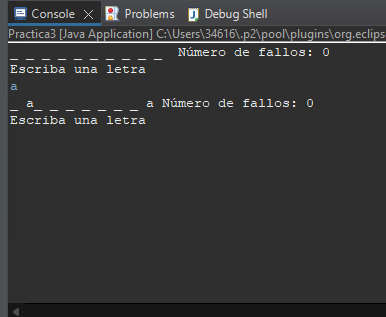 Console Problems Debug Shell
Practica3 [Java Application] C:\Users\34616\.p2\pool\plugins\org.eclips
_ _ _ _ _ _ _ _ _ _  Número de fallos: 0
Escriba una letra
a
_ a_ _ _ _ _ _ _ a Número de fallos: 0
Escriba una letra